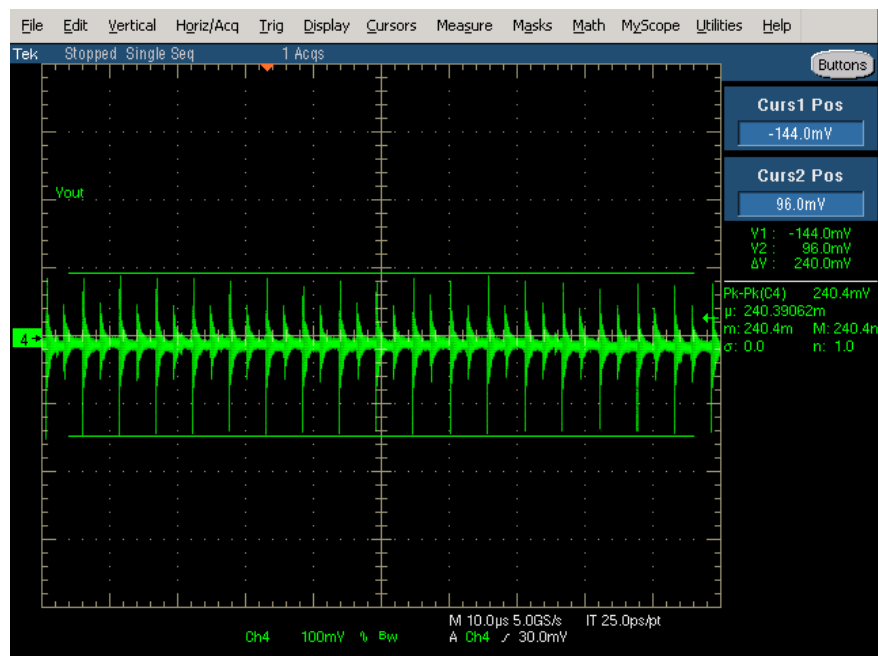 File Edit Vertical Horiz/Acq Trig Display Cursors Measure Masks Math MyScope Utilities Help
Tek Stopped Single Seq 1 Acqs
Buttons
Curs1 Pos
-144.0mV
Curs2 Pos
96.0mV
Vout
V1 : -144.0mV
V2 : 96.0mV
ΔV : 240.0mV
Pk-Pk(C4) 240.4mV
µ: 240.39062m
m: 240.4m M: 240.4m
σ: 0.0 n: 1.0
4
M 10.0µs 5.0GS/s IT 25.0ps/pt
Ch4 100mV BW A Ch4 30.0mV